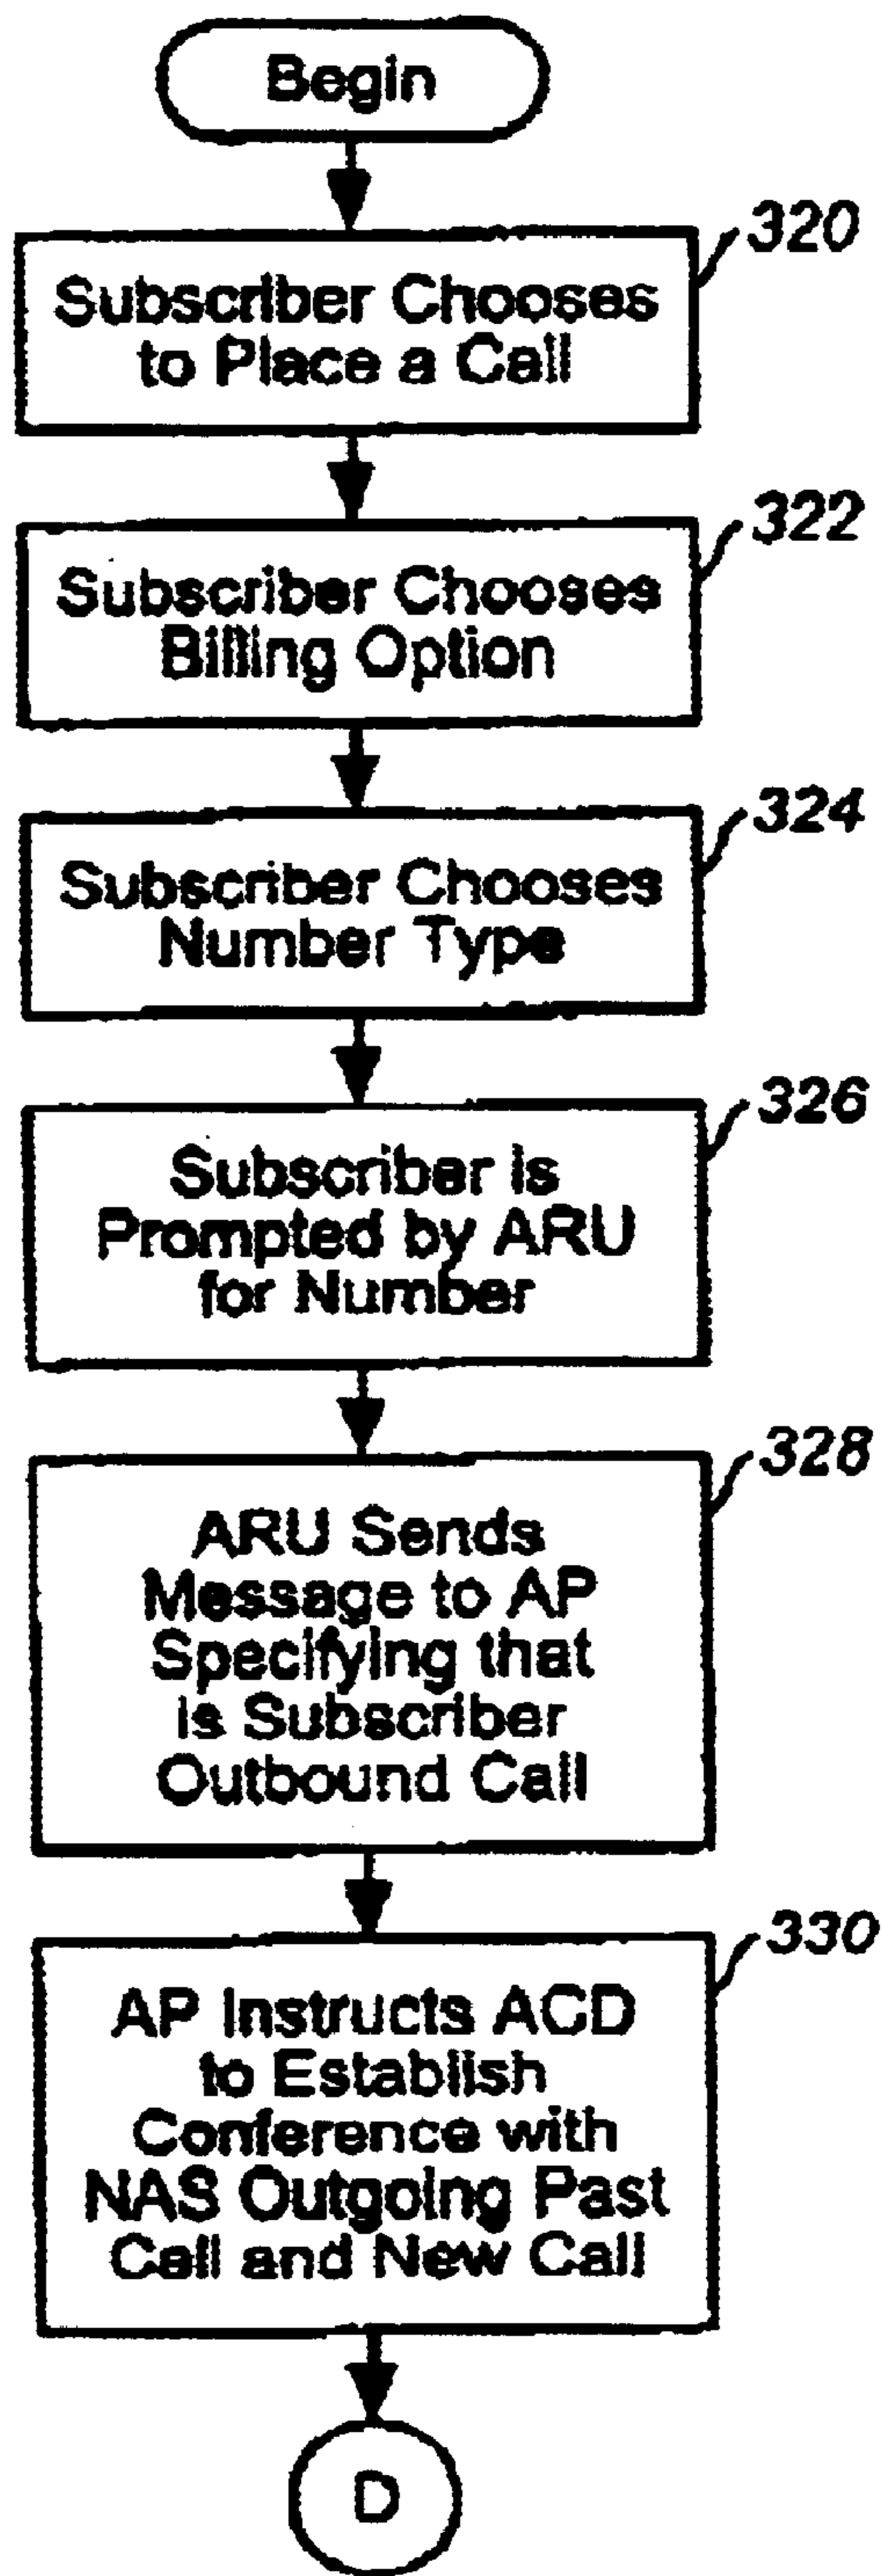 Begin
320
Subscriber Chooses
to Place a Call
322
Subscriber Chooses
Billing Option
324
Subscriber Chooses
Number Type
326
Subscriber is
Prompted by ARU
for Number
328
ARU Sends
Message to AP
Specifying that
is Subscriber
Outbound Call
330
AP Instructs ACD
to Establish
Conference with
NAS Outgoing Past
Call and New Call
D